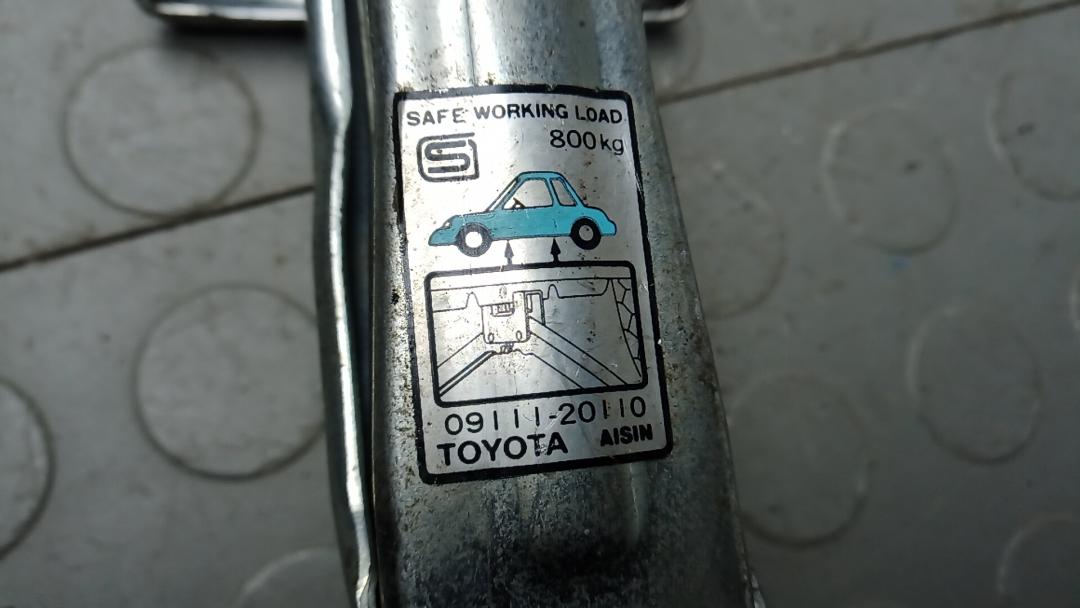 SAFE WORKING LOAD
800kg
S
09111-20110
TOYOTA AISIN